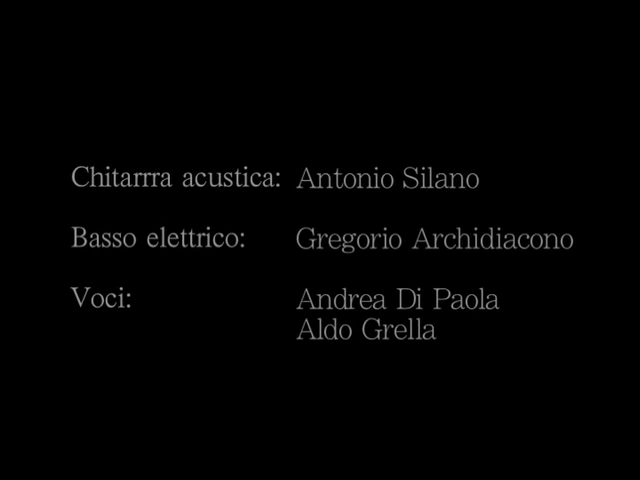 Chitarrra acustica: Antonio Silano
Basso elettrico: Gregorio Archidiacono
Voci: Andrea Di Paola
Aldo Grella